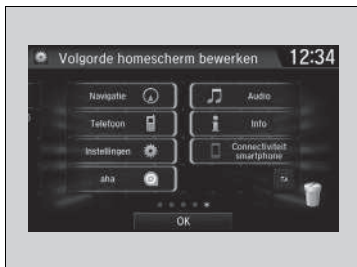 Volgorde homescherm bewerken 12:34
Navigatie Audio
Telefoon Info
Instellingen Connectiviteit
smartphone
aha
OK